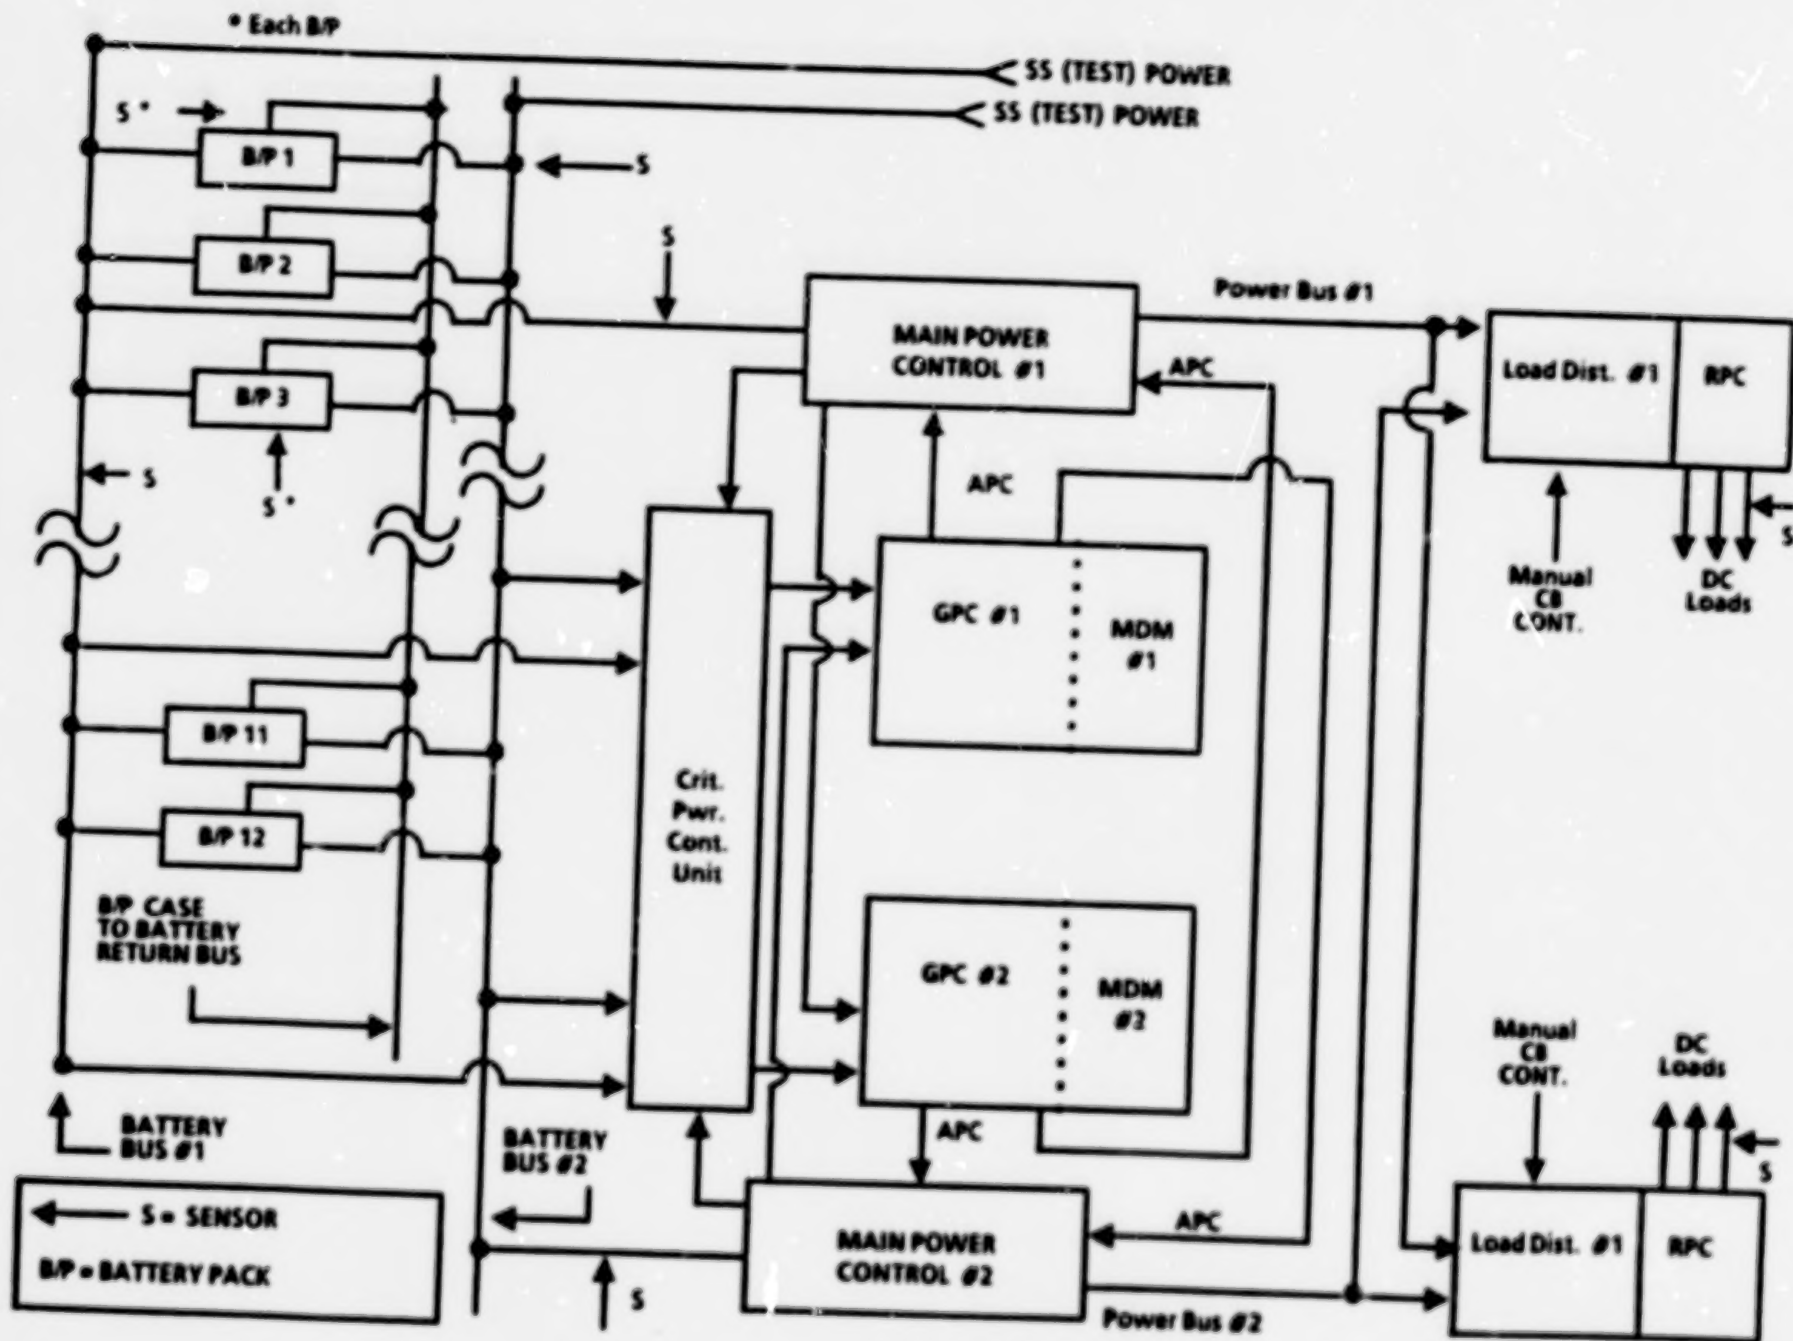 * Each B/P
SS (TEST) POWER
SS (TEST) POWER
S *
B/P 1
S
B/P 2
S
Power Bus #1
MAIN POWER
CONTROL #1
APC
Load Dist. #1
RPC
B/P 3
S
S *
APC
S
Manual
CB
CONT.
DC
Loads
GPC #1
MDM
#1
B/P 11
Crit.
Pwr.
Cont.
Unit
B/P 12
B/P CASE
TO BATTERY
RETURN BUS
GPC #2
MDM
#2
Manual
CB
CONT.
DC
Loads
BATTERY
BUS #1
BATTERY
BUS #2
APC
S
S = SENSOR
B/P = BATTERY PACK
MAIN POWER
CONTROL #2
APC
Load Dist. #1
RPC
S
Power Bus #2